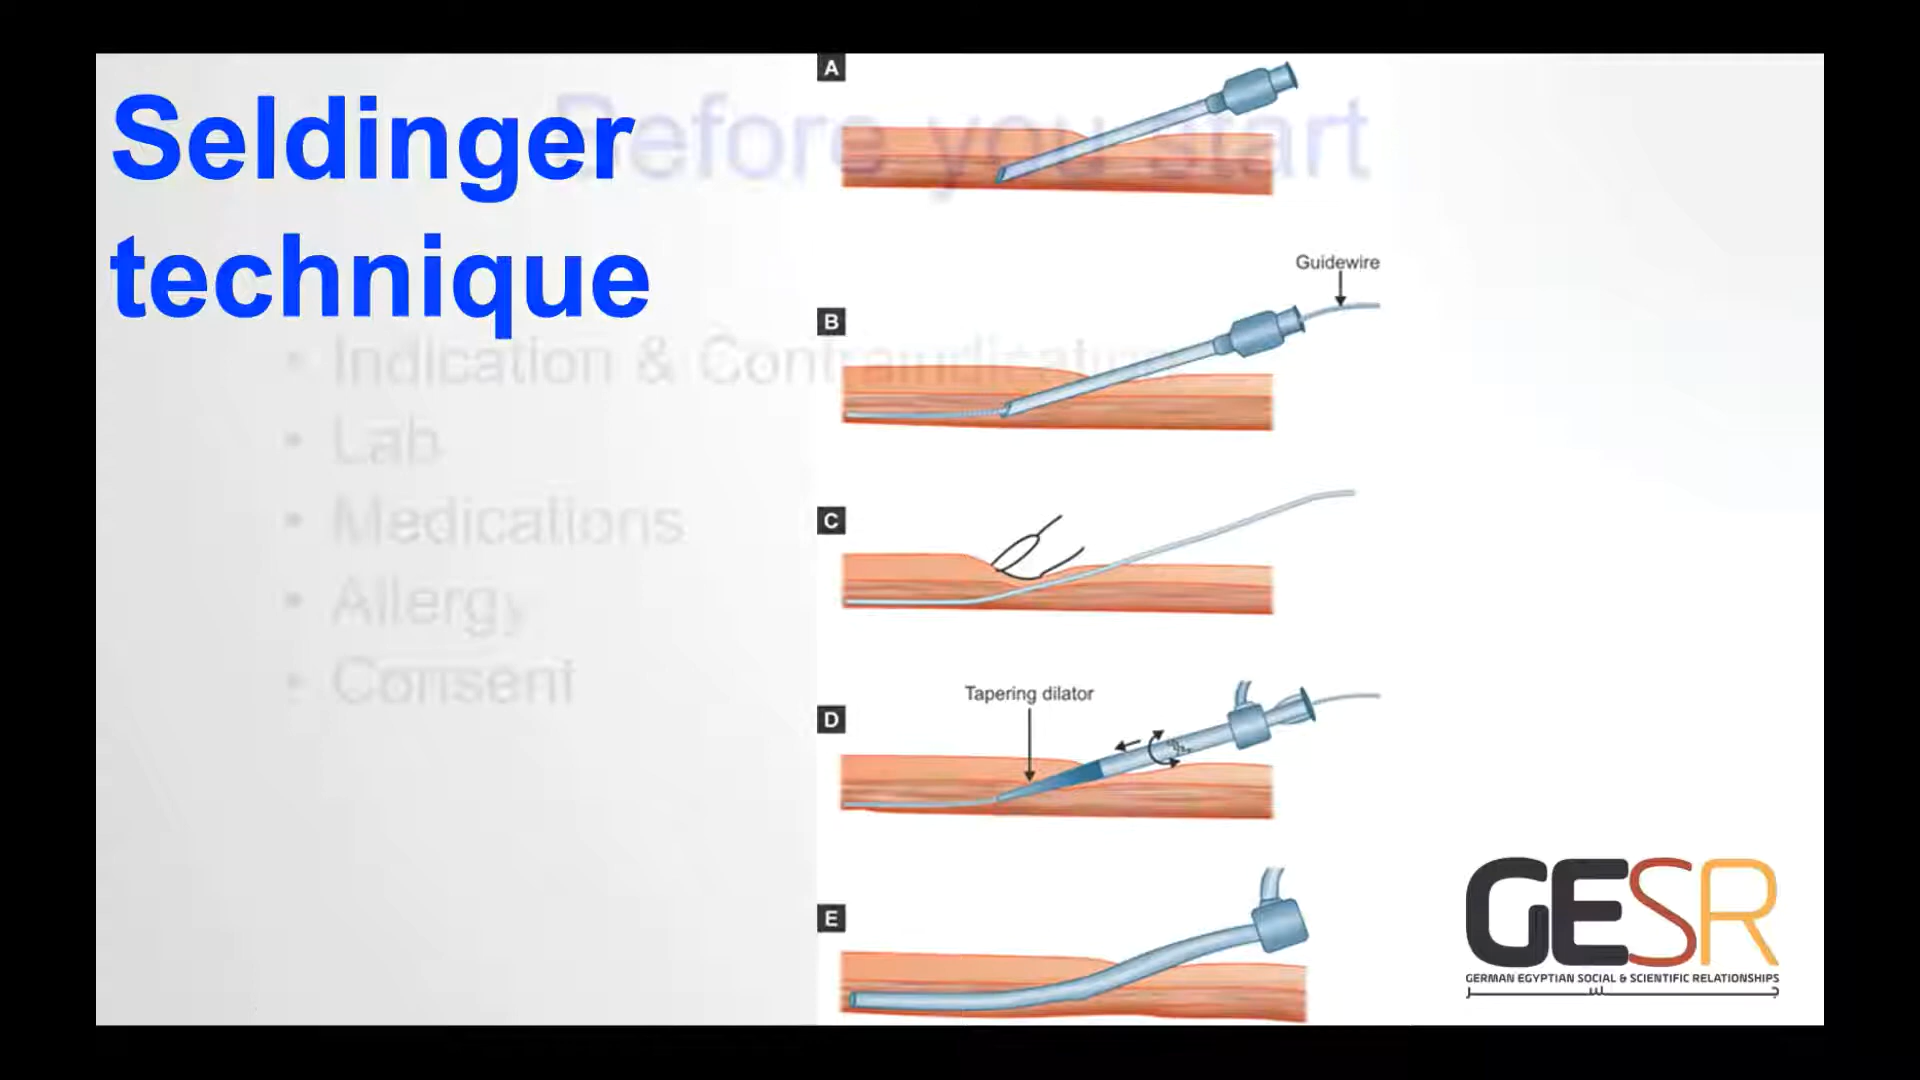 Seldinger
technique
Before you start
Indication & Contraindication
Lab
Medications
Allergy
Consent
A
B
Guidewire
C
D
Tapering dilator
E
GESR
GERMAN EGYPTIAN SOCIAL & SCIENTIFIC RELATIONSHIPS